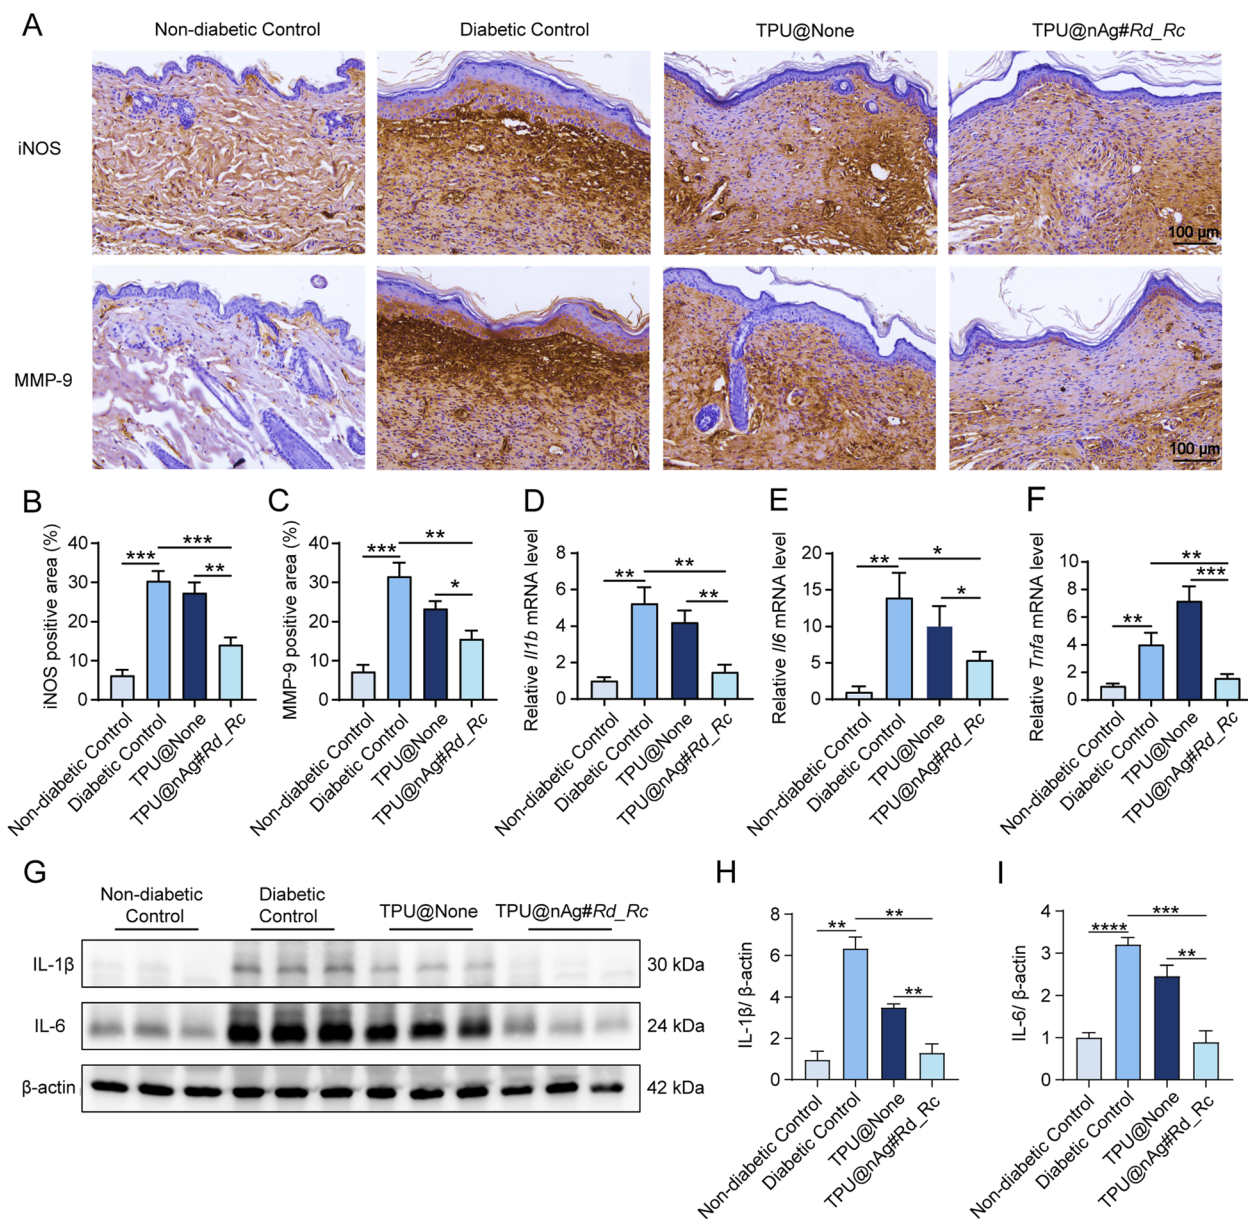 A
Non-diabetic Control
Diabetic Control
TPU@None
TPU@nAg#Rd_Rc
iNOS
100 μm
MMP-9
100 μm
B
iNOS positive area (%)
40
30
20
10
0
***
***
**
Non-diabetic Control
Diabetic Control
TPU@None
TPU@nAg#Rd_Rc
C
MMP-9 positive area (%)
40
30
20
10
0
***
**
*
Non-diabetic Control
Diabetic Control
TPU@None
TPU@nAg#Rd_Rc
D
Relative Il1b mRNA level
8
6
4
2
0
**
**
**
Non-diabetic Control
Diabetic Control
TPU@None
TPU@nAg#Rd_Rc
E
Relative Il6 mRNA level
20
15
10
5
0
**
*
*
Non-diabetic Control
Diabetic Control
TPU@None
TPU@nAg#Rd_Rc
F
Relative Tnfa mRNA level
10
8
6
4
2
0
**
**
***
Non-diabetic Control
Diabetic Control
TPU@None
TPU@nAg#Rd_Rc
G
Non-diabetic
Control
Diabetic
Control
TPU@None
TPU@nAg#Rd_Rc
IL-1β
30 kDa
IL-6
24 kDa
β-actin
42 kDa
H
IL-1β/ β-actin
8
6
4
2
0
**
**
**
Non-diabetic Control
Diabetic Control
TPU@None
TPU@nAg#Rd_Rc
I
IL-6/ β-actin
4
3
2
1
0
****
***
**
Non-diabetic Control
Diabetic Control
TPU@None
TPU@nAg#Rd_Rc